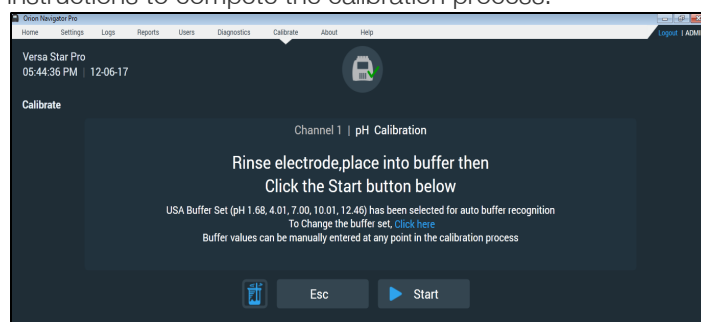 instructions to compete the calibration process.
Orion Navigator Pro
Home Settings Logs Reports Users Diagnostics Calibrate About Help Logout | ADMI
Versa Star Pro
05:44:36 PM | 12-06-17
Calibrate
Channel 1 | pH Calibration
Rinse electrode,place into buffer then
Click the Start button below
USA Buffer Set (pH 1.68, 4.01, 7.00, 10.01, 12.46) has been selected for auto buffer recognition
To Change the buffer set, Click here
Buffer values can be manually entered at any point in the calibration process
Esc Start